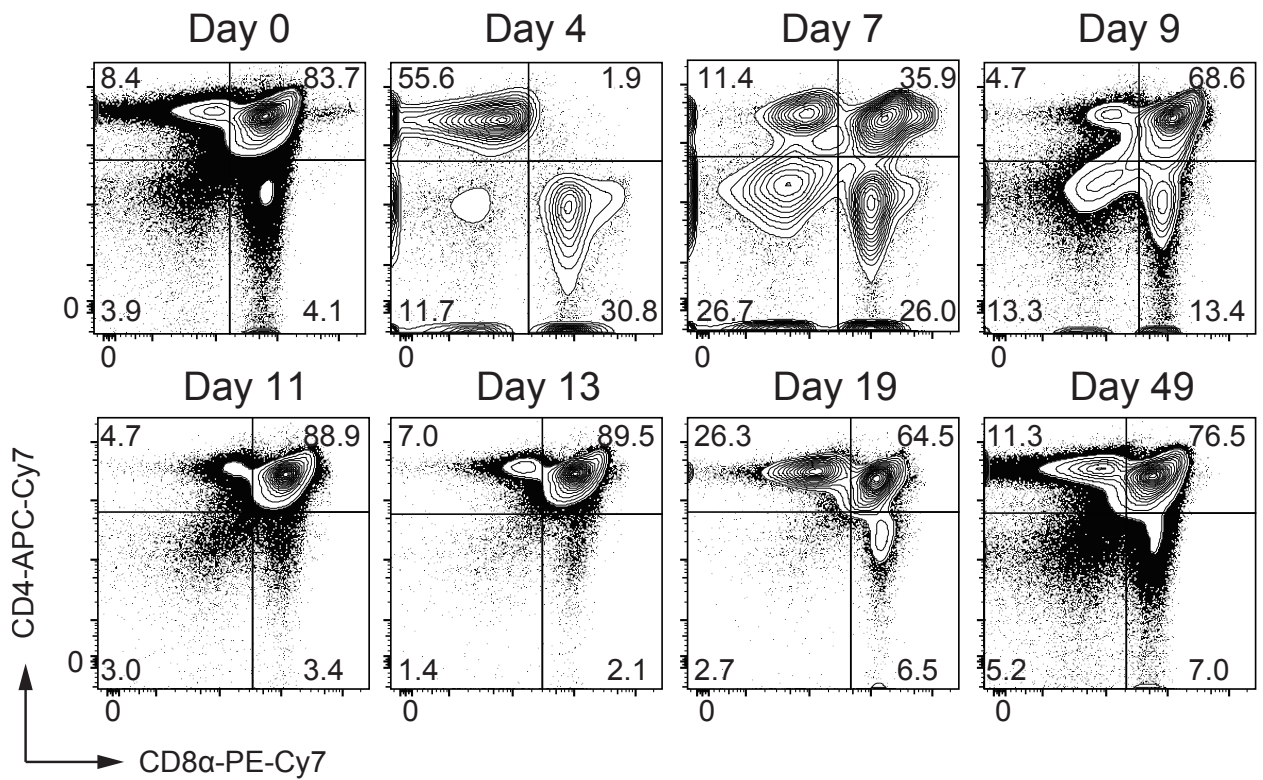 Day 0 Day 4 Day 7 Day 9
8.4 83.7 55.6 1.9 11.4 35.9 4.7 68.6
0 3.9 4.1 11.7 30.8 26.7 26.0 13.3 13.4
0 0 0 0
Day 11 Day 13 Day 19 Day 49
4.7 88.9 7.0 89.5 26.3 64.5 11.3 76.5
CD4-APC-Cy7
0 3.0 3.4 1.4 2.1 2.7 6.5 5.2 7.0
0 0 0 0
CD8α-PE-Cy7